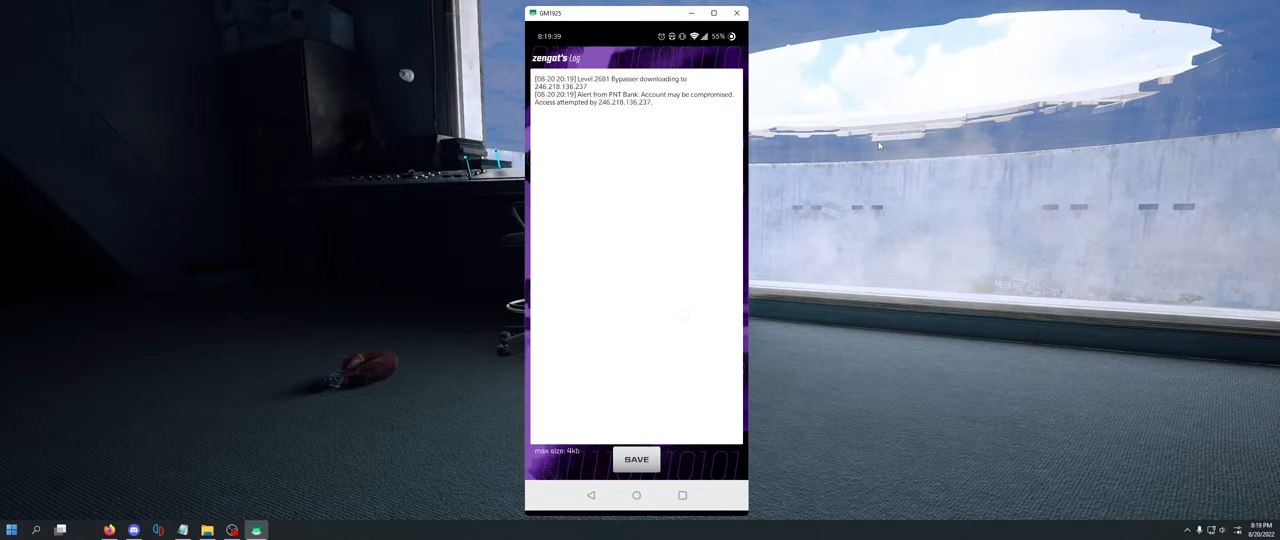 GM1925
8:19:39
55%
zengat's Log
[08-20 20:19] Level 2681 Bypasser downloading to
246.218.136.237
[08-20 20:19] Alert from PNT Bank: Account may be compromised.
Access attempted by 246.218.136.237.
max size: 4kb
SAVE
8:19 PM
8/20/2022